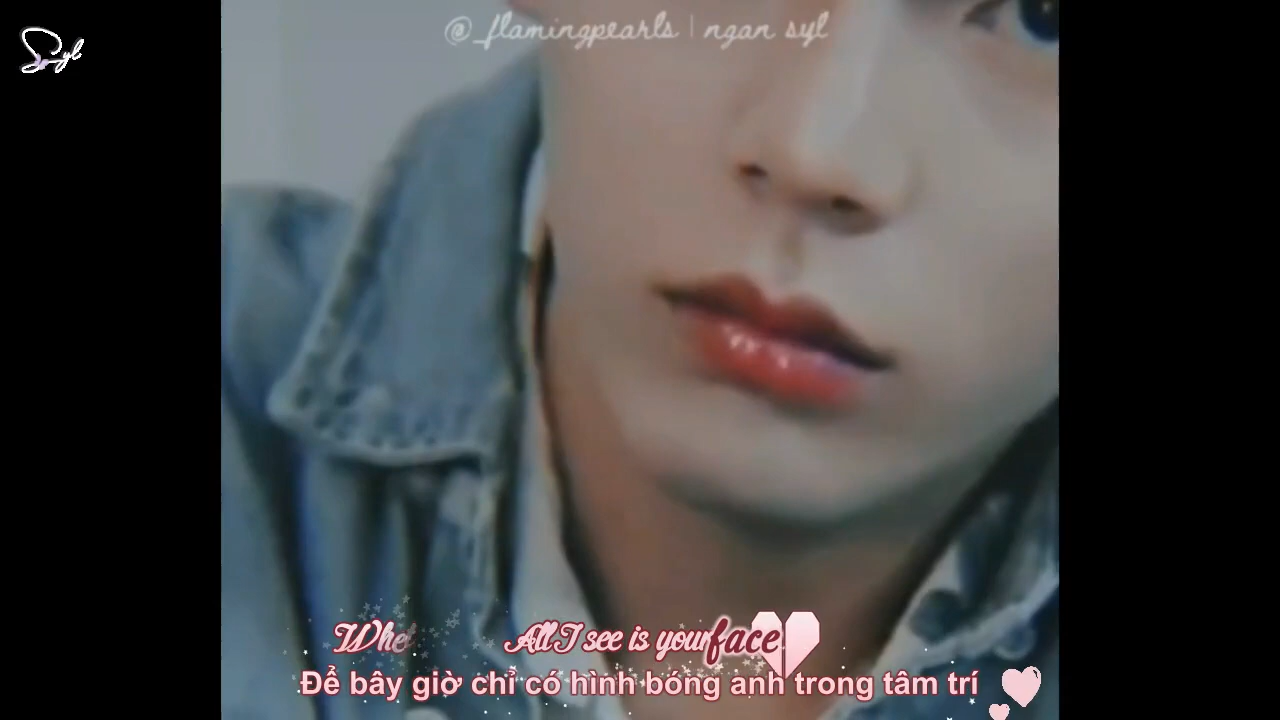 @_flamingpearls | ngan syl
Syl
Whe All I see is your face
Để bây giờ chỉ có hình bóng anh trong tâm trí